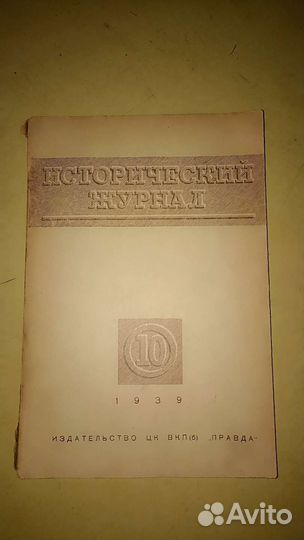 ИСТОРИЧЕСКИЙ
ЖУРНАЛ
10
1939
ИЗДАТЕЛЬСТВО ЦК ВКП(б) „ПРАВДА"
Avito